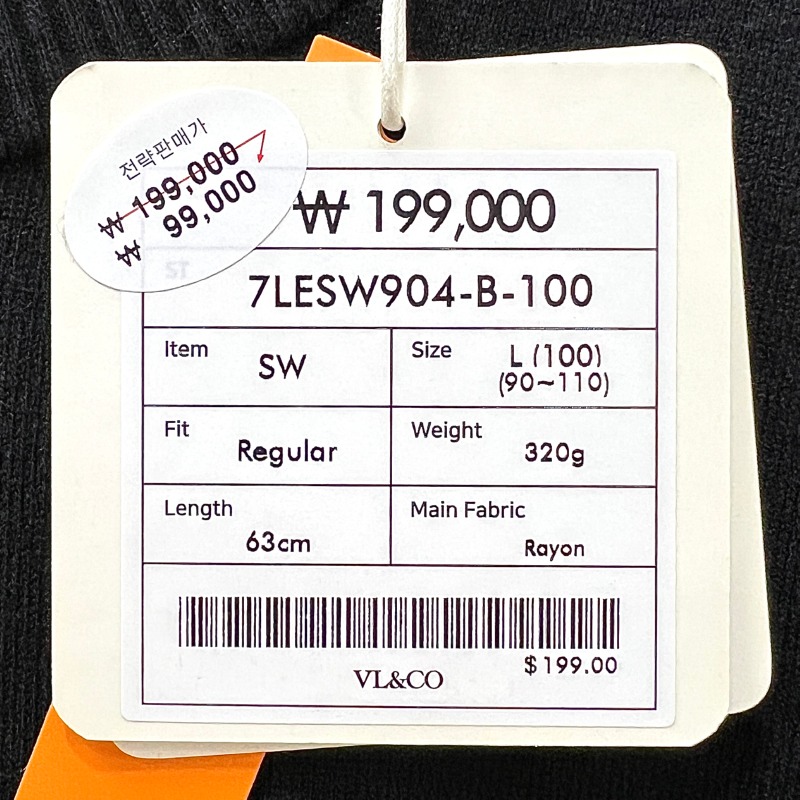 전략판매가
₩ 199,000
₩ 99,000
₩ 199,000
ST
7LESW904-B-100
Item SW
Size L (100)
(90~110)
Fit Regular
Weight 320g
Length 63cm
Main Fabric Rayon
$199.00
VL&CO